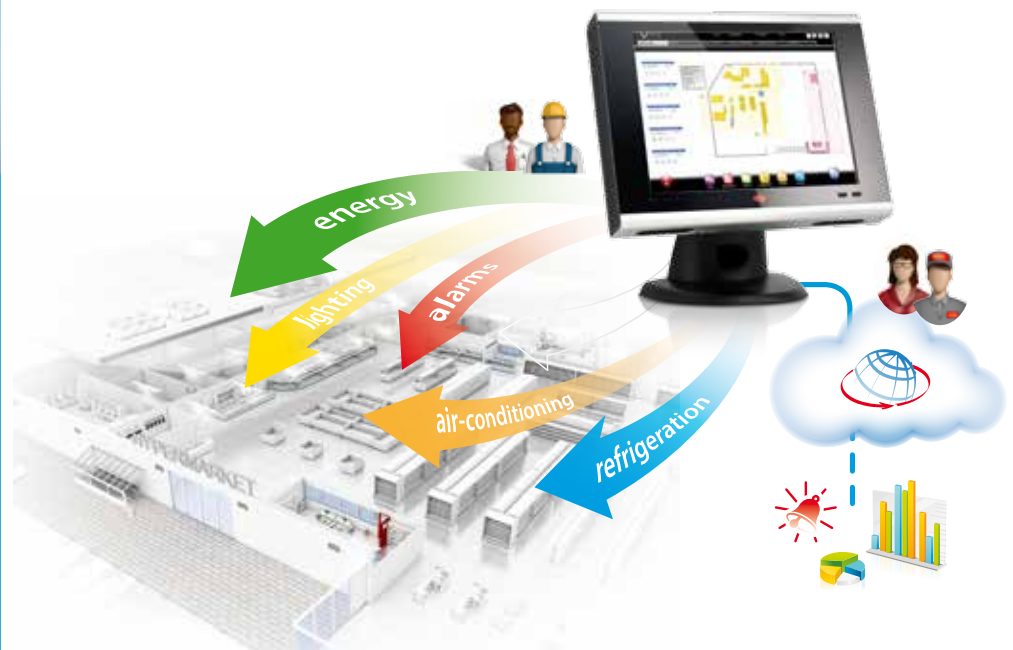 energy
lighting
alarms
air-conditioning
refrigeration
HYPERMARKET